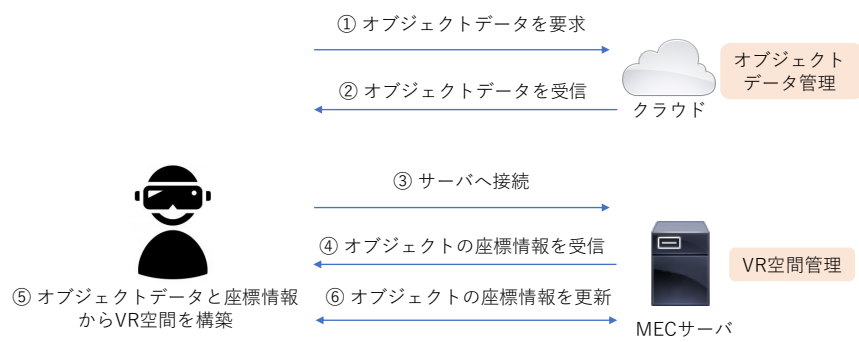 ① オブジェクトデータを要求
オブジェクト
データ管理
② オブジェクトデータを受信
クラウド
③ サーバへ接続
④ オブジェクトの座標情報を受信
VR空間管理
⑤ オブジェクトデータと座標情報
からVR空間を構築
⑥ オブジェクトの座標情報を更新
MECサーバ